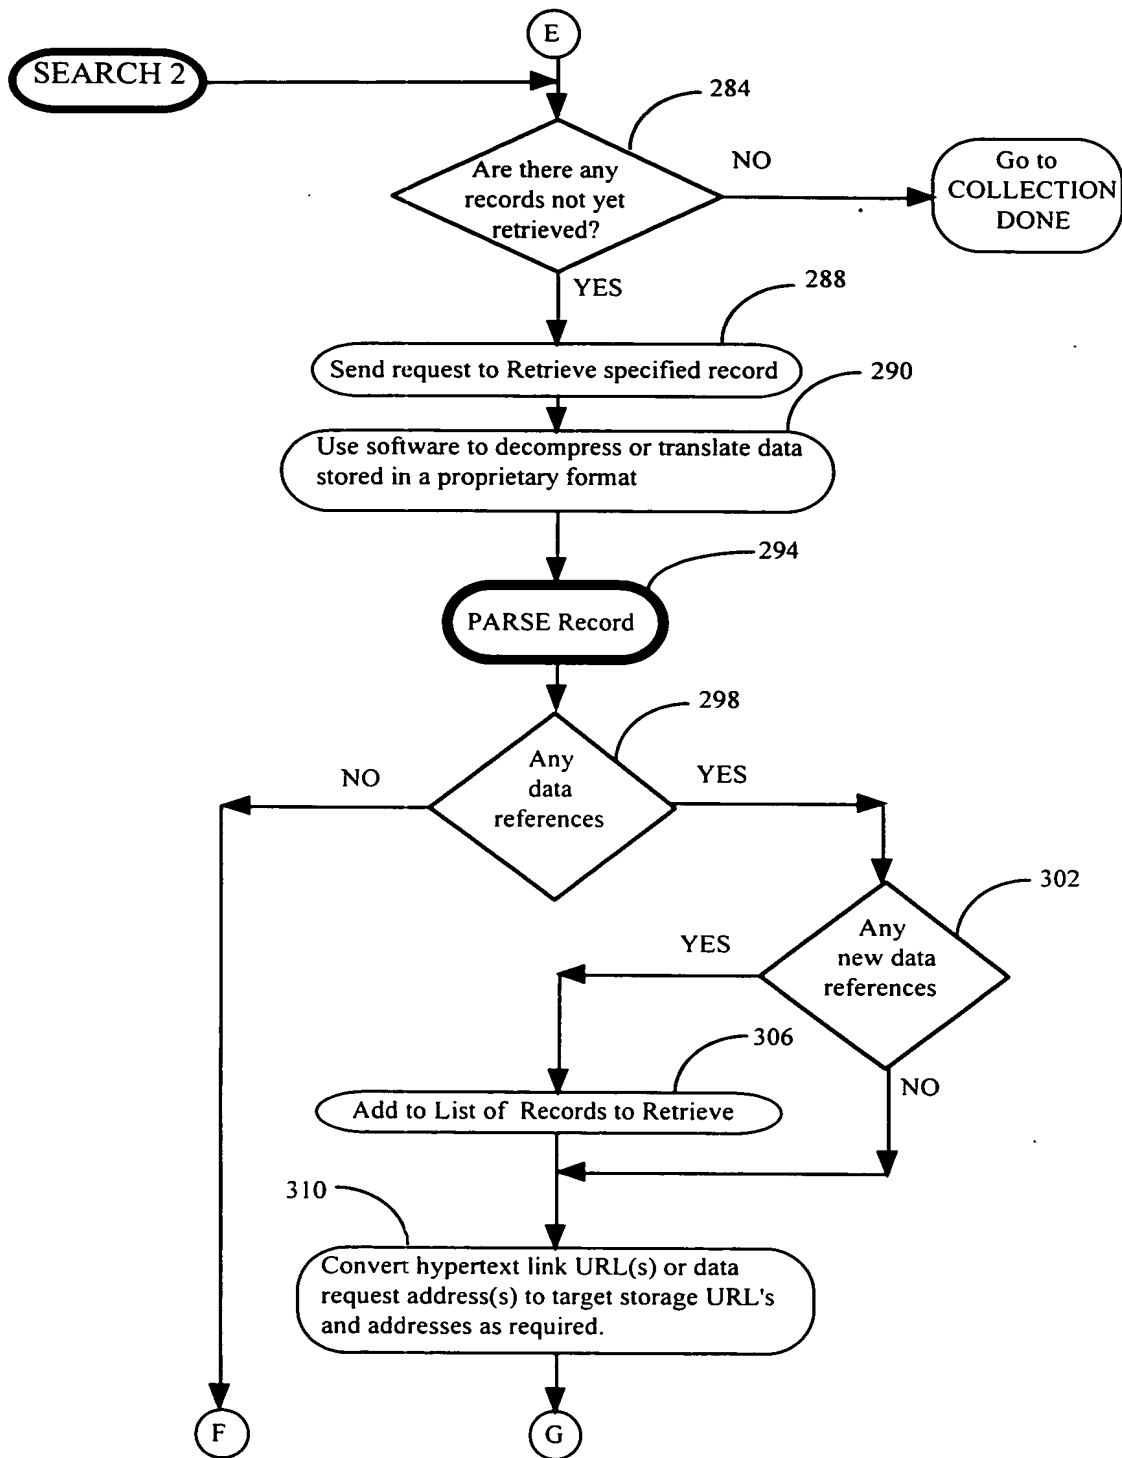 E
SEARCH 2
284
Are there any
records not yet
retrieved?
NO
Go to
COLLECTION
DONE
YES
288
Send request to Retrieve specified record
290
Use software to decompress or translate data
stored in a proprietary format
294
PARSE Record
298
Any
data
references
NO
YES
302
Any
new data
references
YES
306
NO
Add to List of Records to Retrieve
310
Convert hypertext link URL(s) or data
request address(s) to target storage URL's
and addresses as required.
F
G